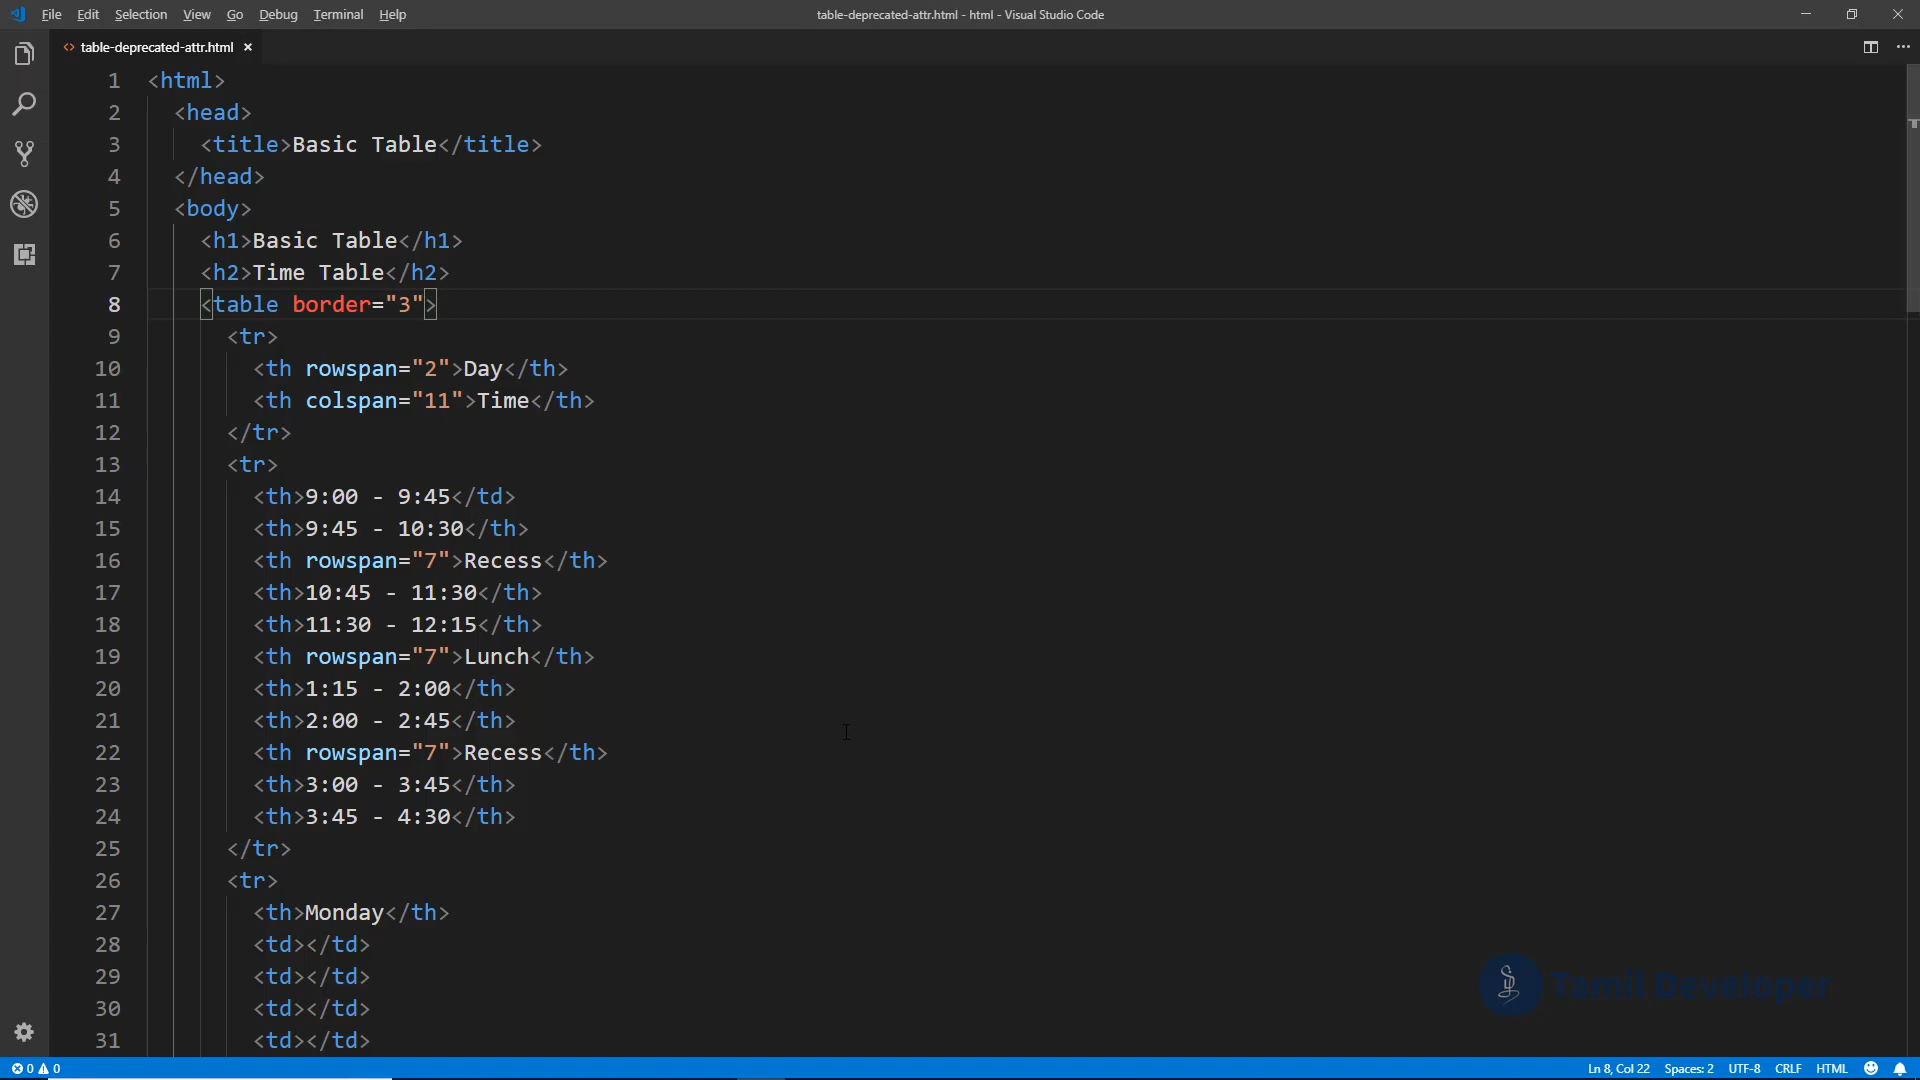 File Edit Selection View Go Debug Terminal Help
table-deprecated-attr.html - html - Visual Studio Code
<> table-deprecated-attr.html ×
1 <html>
2 <head>
3 <title>Basic Table</title>
4 </head>
5 <body>
6 <h1>Basic Table</h1>
7 <h2>Time Table</h2>
8 <table border="3">
9 <tr>
10 <th rowspan="2">Day</th>
11 <th colspan="11">Time</th>
12 </tr>
13 <tr>
14 <th>9:00 - 9:45</td>
15 <th>9:45 - 10:30</th>
16 <th rowspan="7">Recess</th>
17 <th>10:45 - 11:30</th>
18 <th>11:30 - 12:15</th>
19 <th rowspan="7">Lunch</th>
20 <th>1:15 - 2:00</th>
21 <th>2:00 - 2:45</th>
22 <th rowspan="7">Recess</th>
23 <th>3:00 - 3:45</th>
24 <th>3:45 - 4:30</th>
25 </tr>
26 <tr>
27 <th>Monday</th>
28 <td></td>
29 <td></td>
30 <td></td>
31 <td></td>
Tamil Developer
0 0
Ln 8, Col 22 Spaces: 2 UTF-8 CRLF HTML